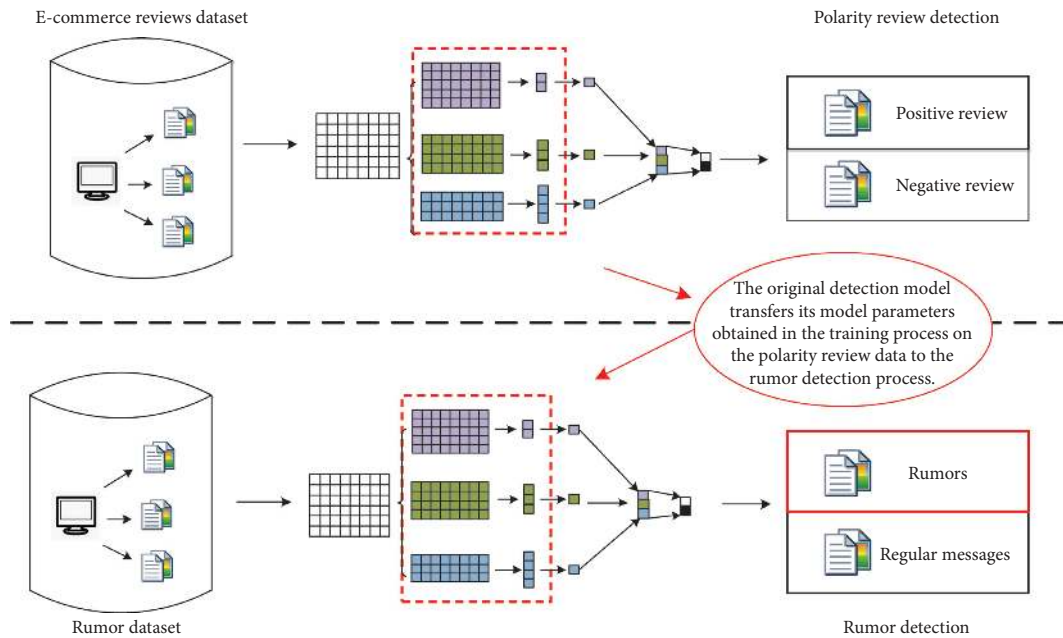 E-commerce reviews dataset
Polarity review detection
Positive review
Negative review
The original detection model
transfers its model parameters
obtained in the training process on
the polarity review data to the
rumor detection process.
Rumors
Regular messages
Rumor dataset
Rumor detection